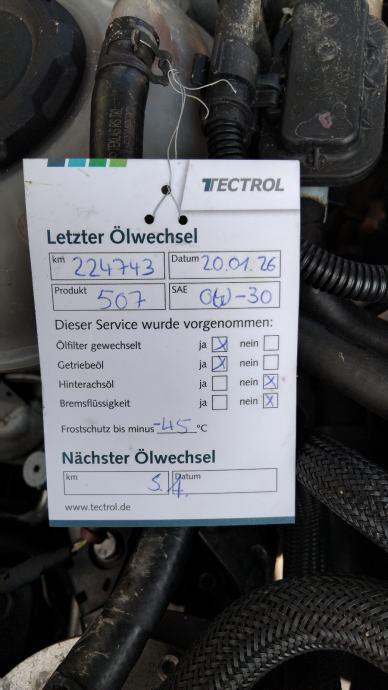 TECTROL
Letzter Ölwechsel
km 224743 Datum 20.01.26
Produkt 507 SAE 0W-30
Dieser Service wurde vorgenommen:
Ölfilter gewechselt ja ☒ nein ☐
Getriebeöl ja ☒ nein ☐
Hinterachsöl ja ☐ nein ☒
Bremsflüssigkeit ja ☐ nein ☒
Frostschutz bis minus -45 °C
Nächster Ölwechsel
km S. A. Datum
www.tectrol.de